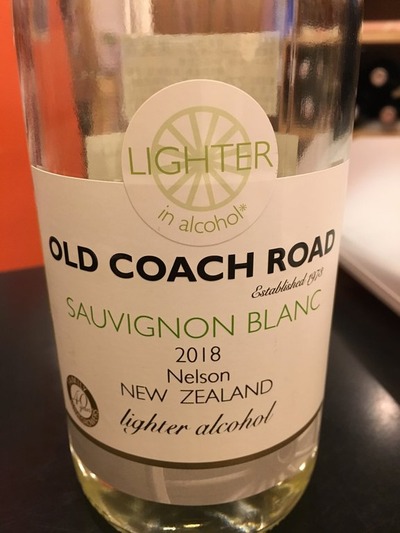 LIGHTER
in alcohol*
OLD COACH ROAD
Established 1978
SAUVIGNON BLANC
2018
Nelson
NEW ZEALAND
lighter alcohol